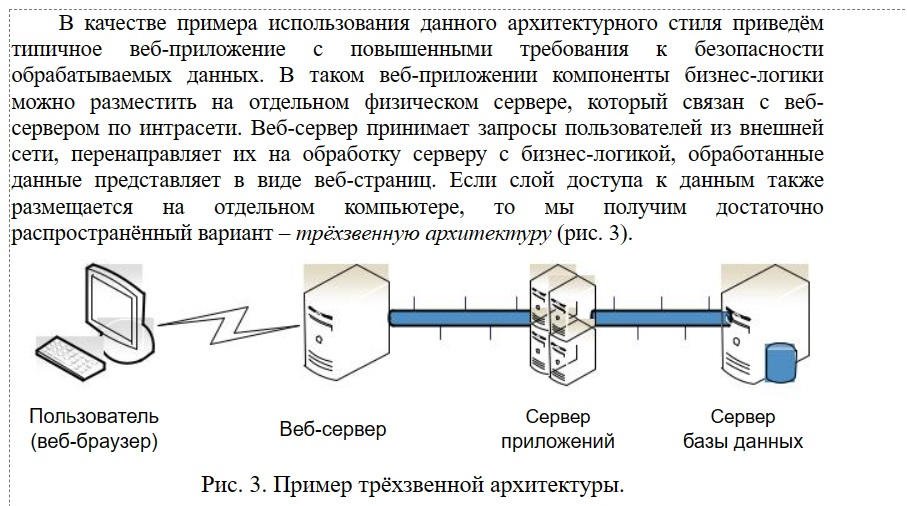 В качестве примера использования данного архитектурного стиля приведём
типичное веб-приложение с повышенными требования к безопасности
обрабатываемых данных. В таком веб-приложении компоненты бизнес-логики
можно разместить на отдельном физическом сервере, который связан с веб-
сервером по интрасети. Веб-сервер принимает запросы пользователей из внешней
сети, перенаправляет их на обработку серверу с бизнес-логикой, обработанные
данные представляет в виде веб-страниц. Если слой доступа к данным также
размещается на отдельном компьютере, то мы получим достаточно
распространённый вариант – трёхзвенную архитектуру (рис. 3).
Пользователь
(веб-браузер)
Веб-сервер
Сервер
приложений
Сервер
базы данных
Рис. 3. Пример трёхзвенной архитектуры.